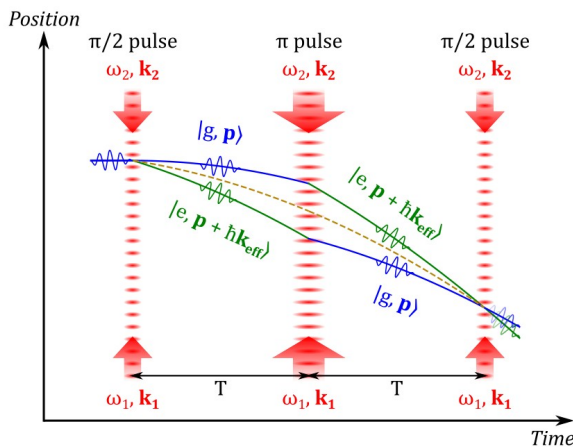 Position
π/2 pulse
π pulse
π/2 pulse
ω₂, k₂
ω₂, k₂
ω₂, k₂
|g, p⟩
|e, p + ħk_eff⟩
|e, p + ħk_eff⟩
|g, p⟩
T
T
ω₁, k₁
ω₁, k₁
ω₁, k₁
Time